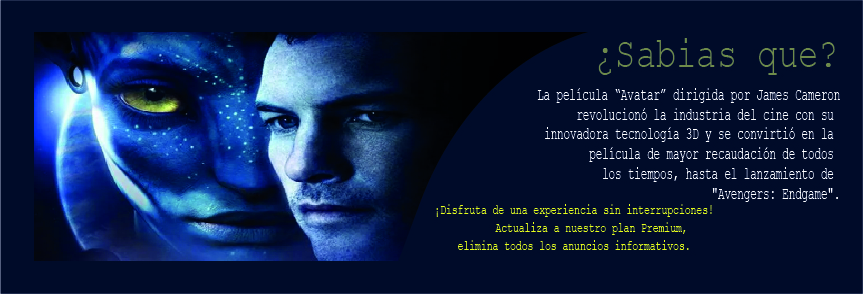 ¿Sabias que?
La película “Avatar” dirigida por James Cameron
revolucionó la industria del cine con su
innovadora tecnología 3D y se convirtió en la
película de mayor recaudación de todos
los tiempos, hasta el lanzamiento de
"Avengers: Endgame".
¡Disfruta de una experiencia sin interrupciones!
Actualiza a nuestro plan Premium,
elimina todos los anuncios informativos.